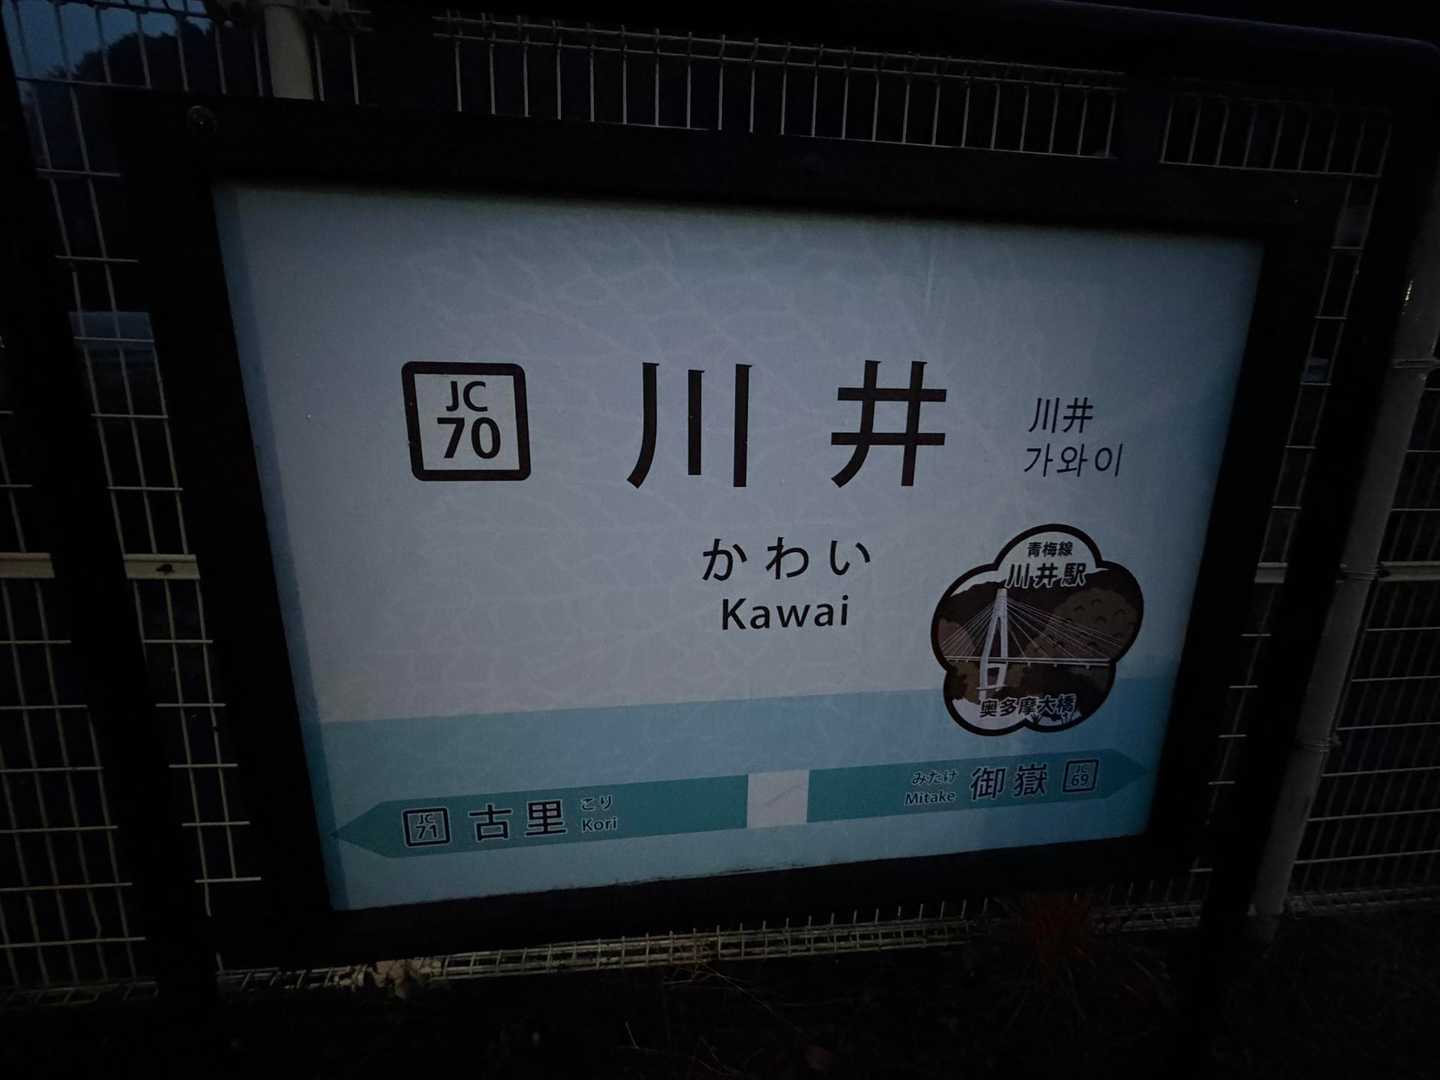 JC
70
川井
川井
가와이
かわい
Kawai
青梅線
川井駅
奥多摩大橋
JC
71
古里
こり
Kori
みたけ
Mitake
御嶽
JC
69